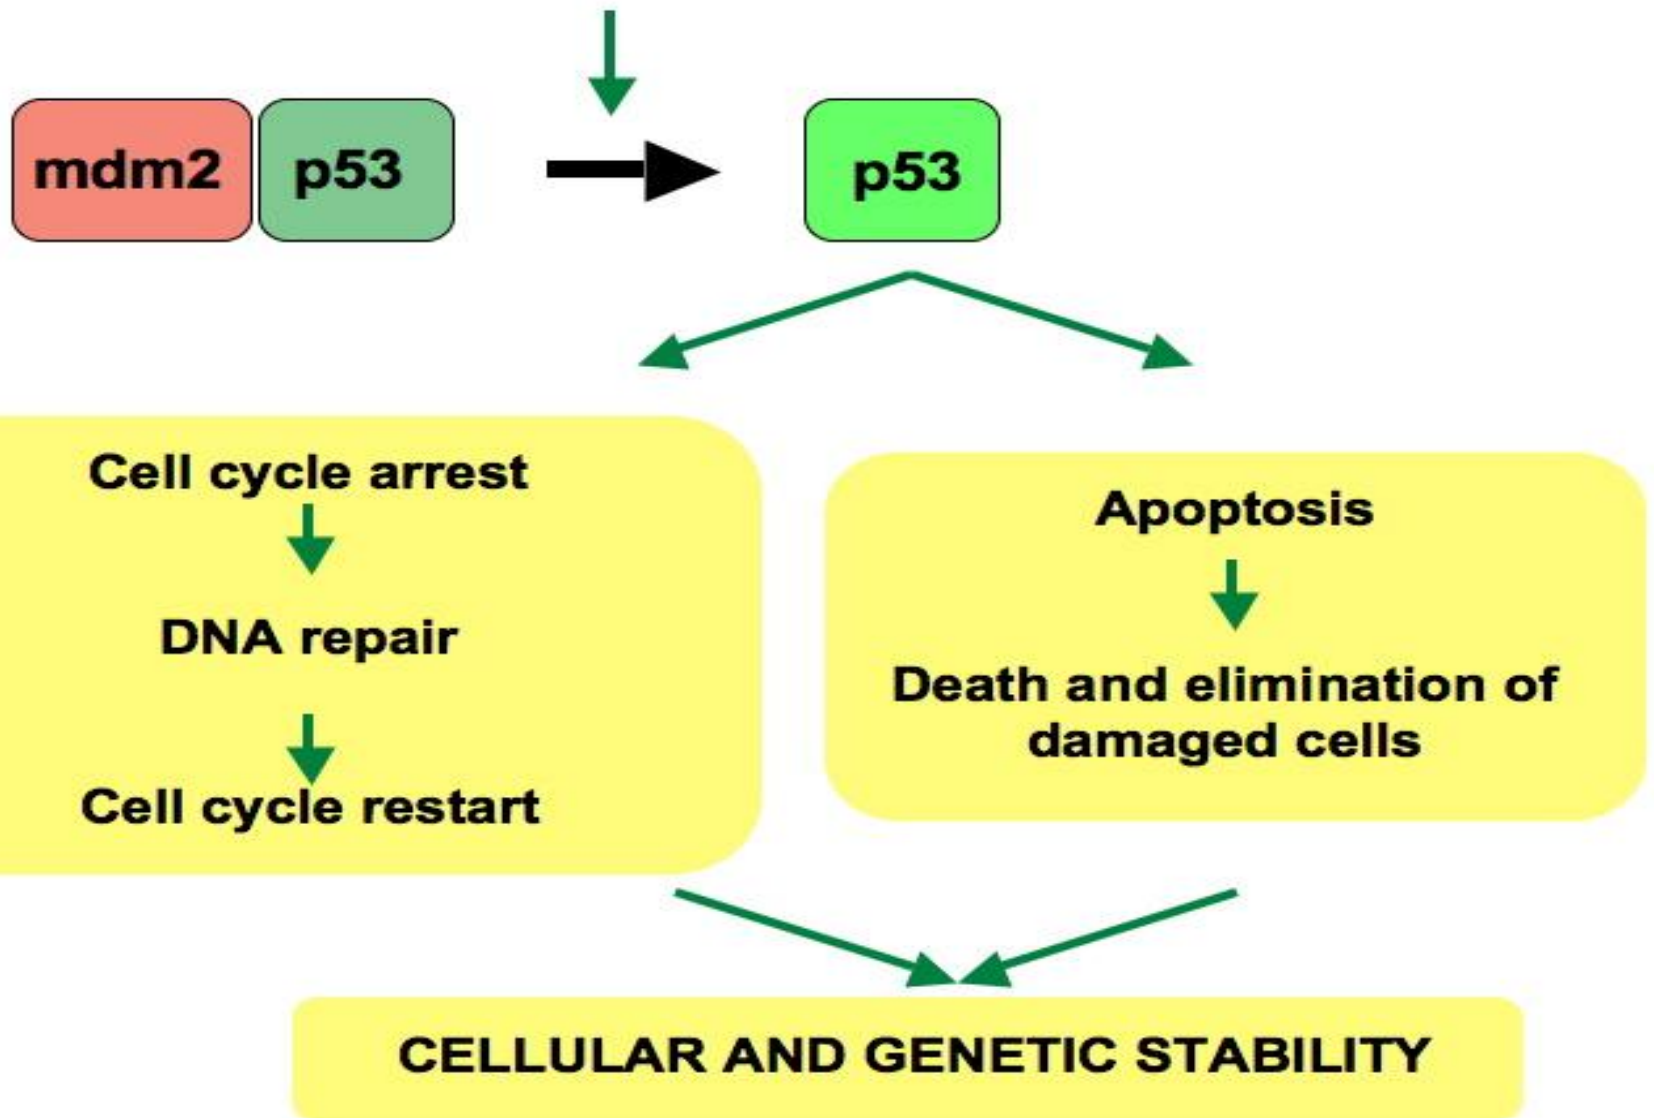 mdm2
p53
p53
Cell cycle arrest
DNA repair
Cell cycle restart
Apoptosis
Death and elimination of
damaged cells
CELLULAR AND GENETIC STABILITY